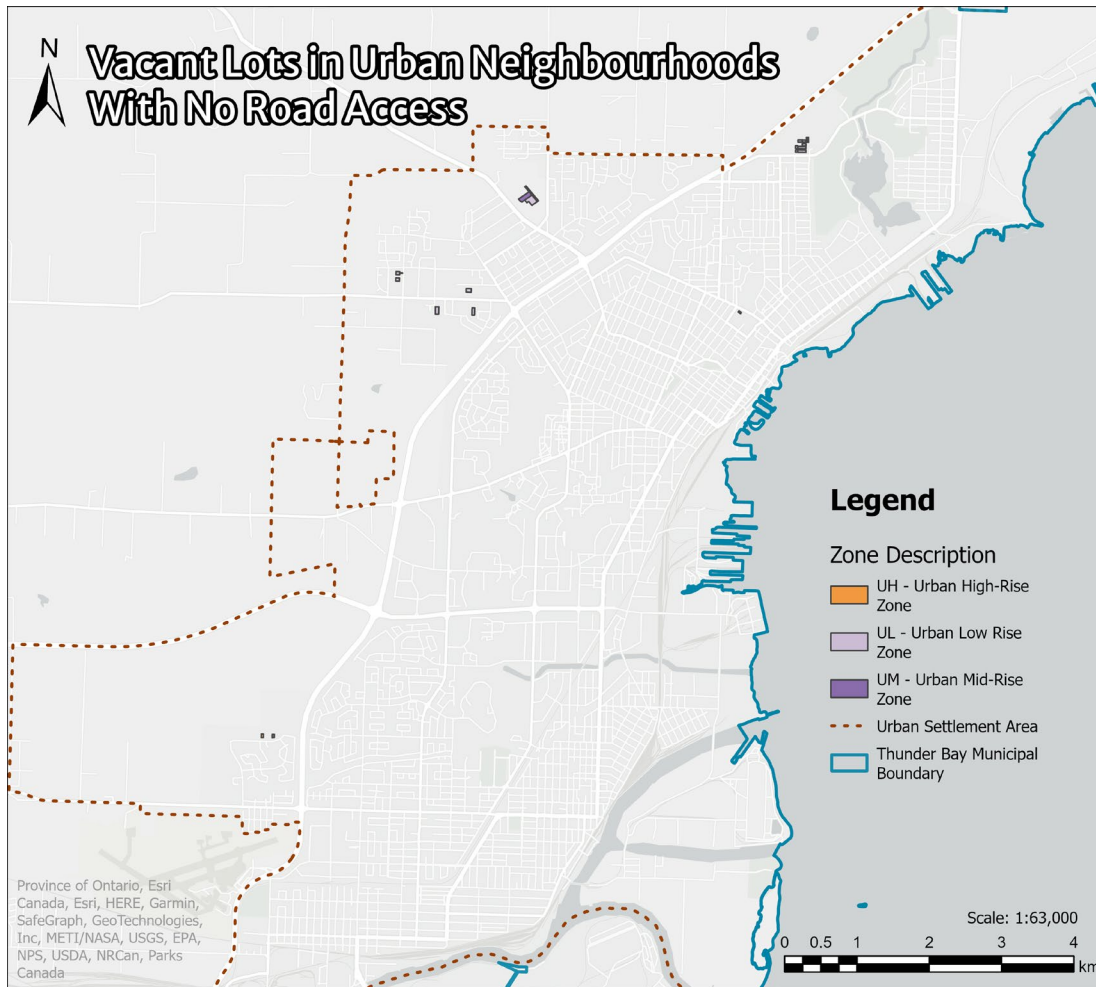 N
Vacant Lots in Urban Neighbourhoods
With No Road Access
Legend
Zone Description
UH - Urban High-Rise
Zone
UL - Urban Low Rise
Zone
UM - Urban Mid-Rise
Zone
Urban Settlement Area
Thunder Bay Municipal
Boundary
Province of Ontario, Esri
Canada, Esri, HERE, Garmin,
SafeGraph, GeoTechnologies,
Inc, METI/NASA, USGS, EPA,
NPS, USDA, NRCan, Parks
Canada
Scale: 1:63,000
0 0.5 1 2 3 4
km